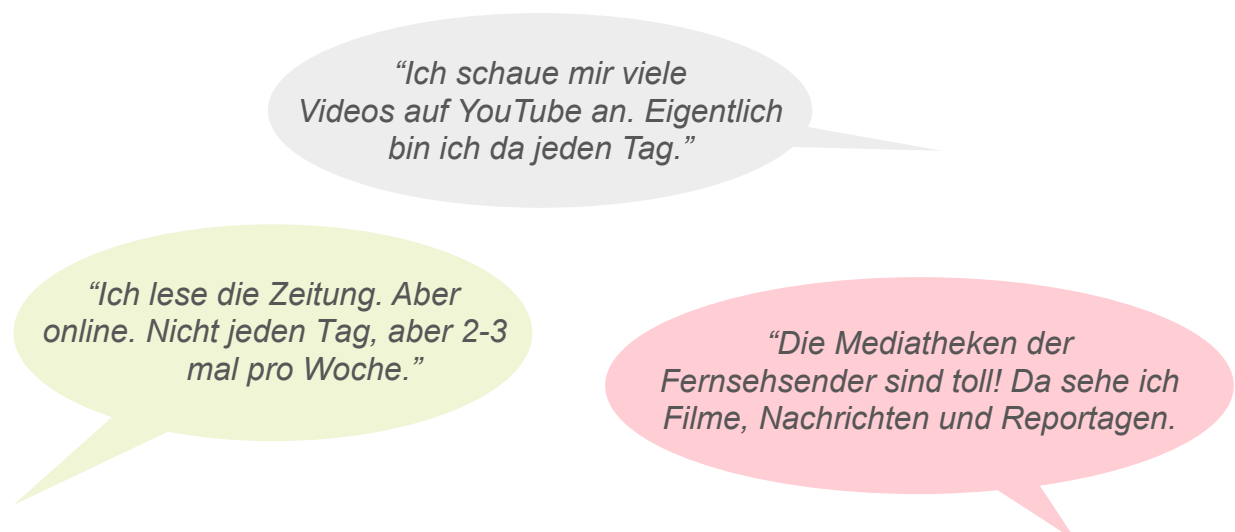 “Ich schaue mir viele
Videos auf YouTube an. Eigentlich
bin ich da jeden Tag.”
“Ich lese die Zeitung. Aber
online. Nicht jeden Tag, aber 2-3
mal pro Woche.”
“Die Mediatheken der
Fernsehsender sind toll! Da sehe ich
Filme, Nachrichten und Reportagen.